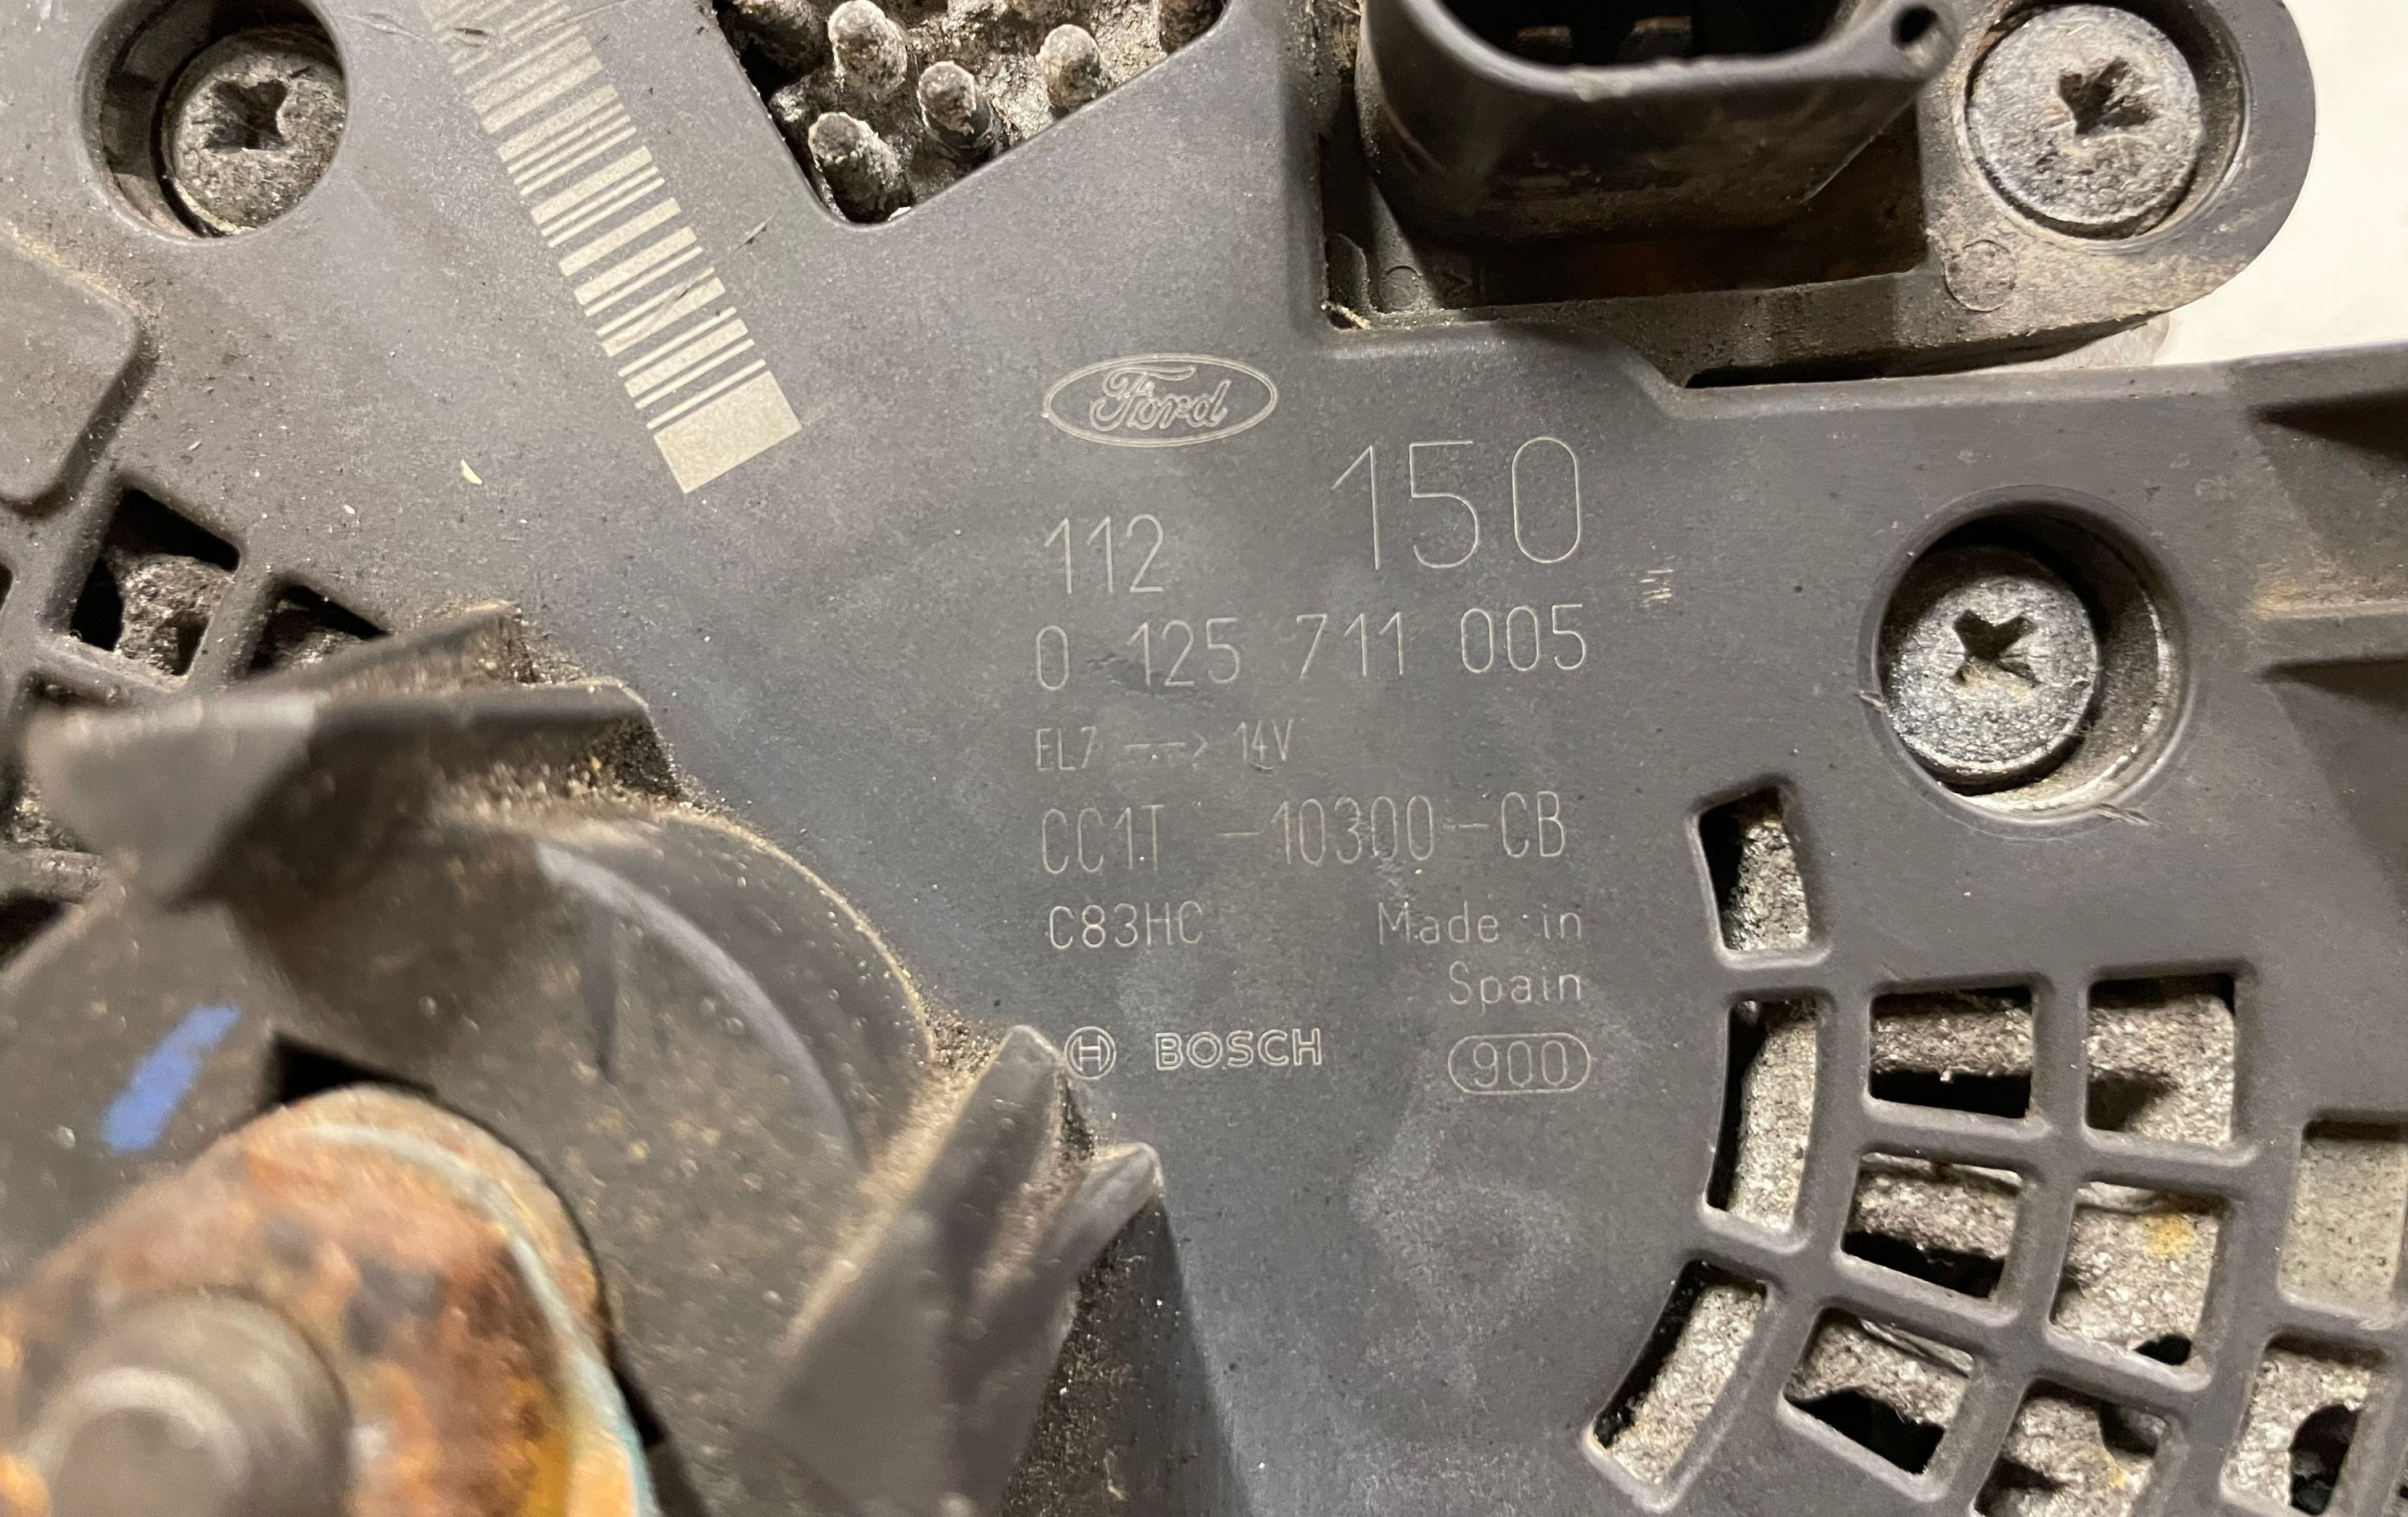 Ford
150
112
0 125 711 005
EL7 --> 14V
CC1T -10300-CB
C83HC Made in
Spain
BOSCH 900